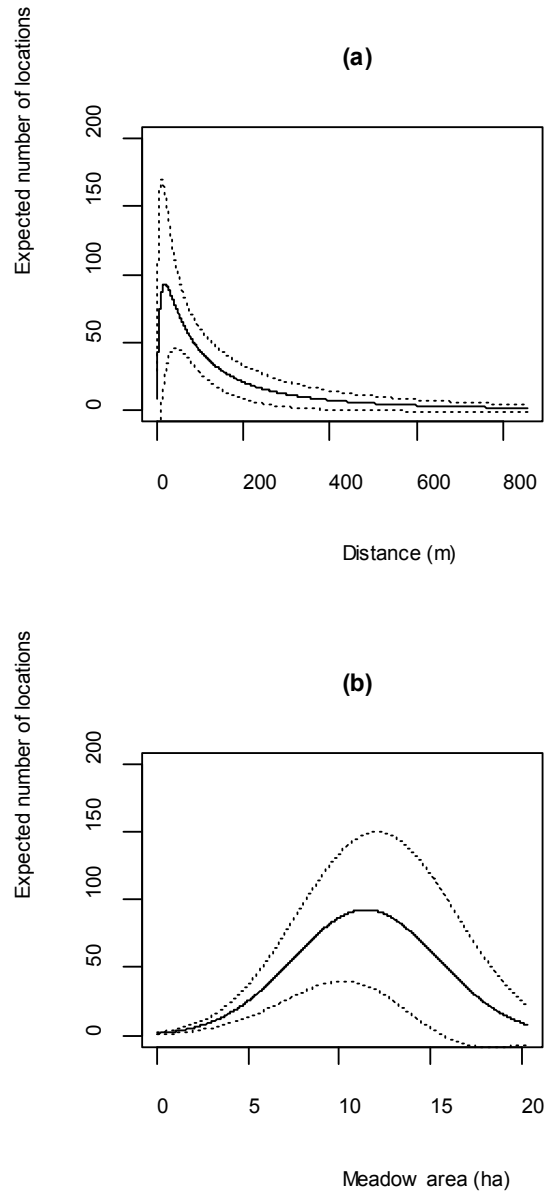 (a)
Expected number of locations
200
150
100
50
0
0 200 400 600 800
Distance (m)
(b)
Expected number of locations
200
150
100
50
0
0 5 10 15 20
Meadow area (ha)